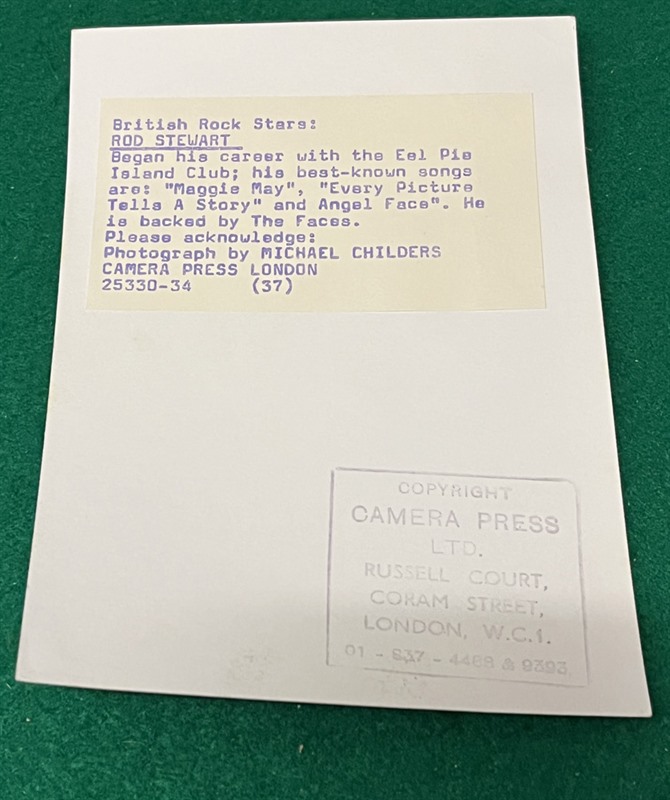 British Rock Stars:
ROD STEWART
Began his career with the Eel Pie
Island Club; his best-known songs
are: "Maggie May", "Every Picture
Tells A Story" and Angel Face". He
is backed by The Faces.
Please acknowledge:
Photograph by MICHAEL CHILDERS
CAMERA PRESS LONDON
25330-34 (37)
COPYRIGHT
CAMERA PRESS
LTD.
RUSSELL COURT,
CORAM STREET,
LONDON, W.C.1.
01 - 837 - 4488 & 9393